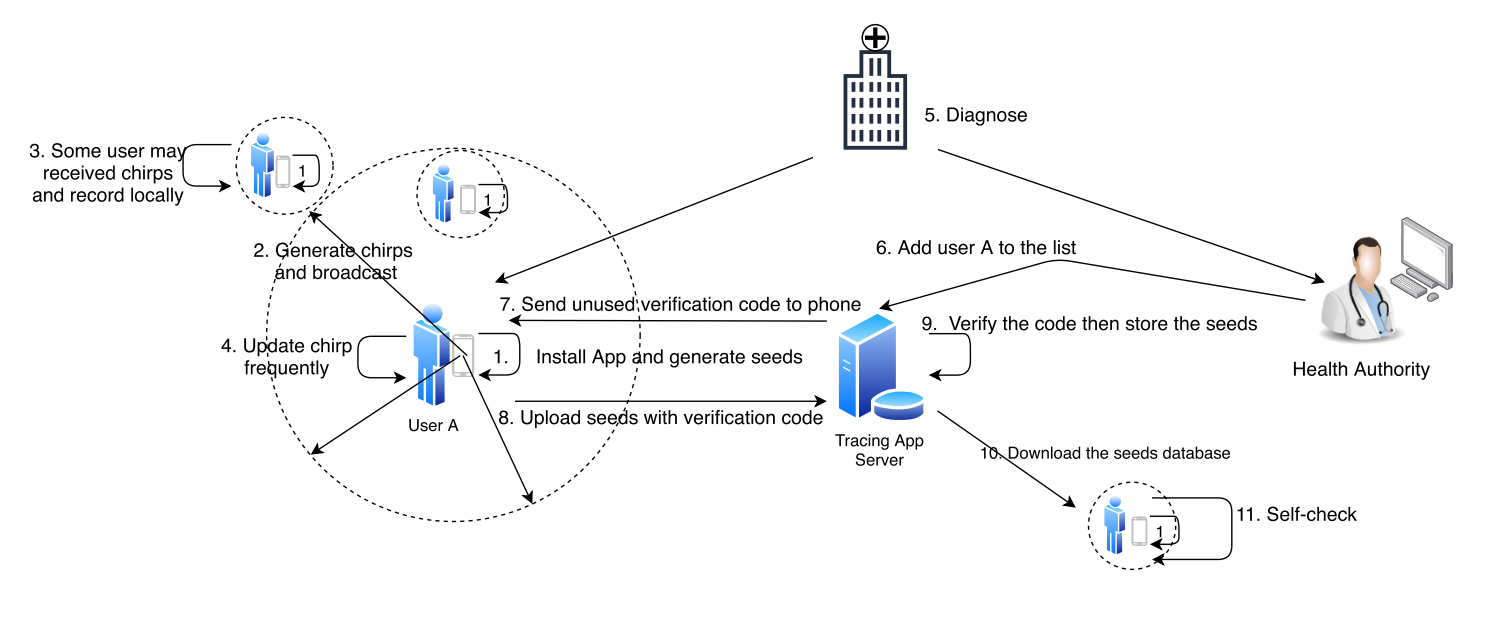 5. Diagnose
3. Some user may
received chirps
and record locally
1
1
2. Generate chirps
and broadcast
6. Add user A to the list
7. Send unused verification code to phone
9. Verify the code then store the seeds
4. Update chirp
frequently
1.
Install App and generate seeds
Health Authority
User A
8. Upload seeds with verification code
Tracing App
Server
10. Download the seeds database
1
11. Self-check